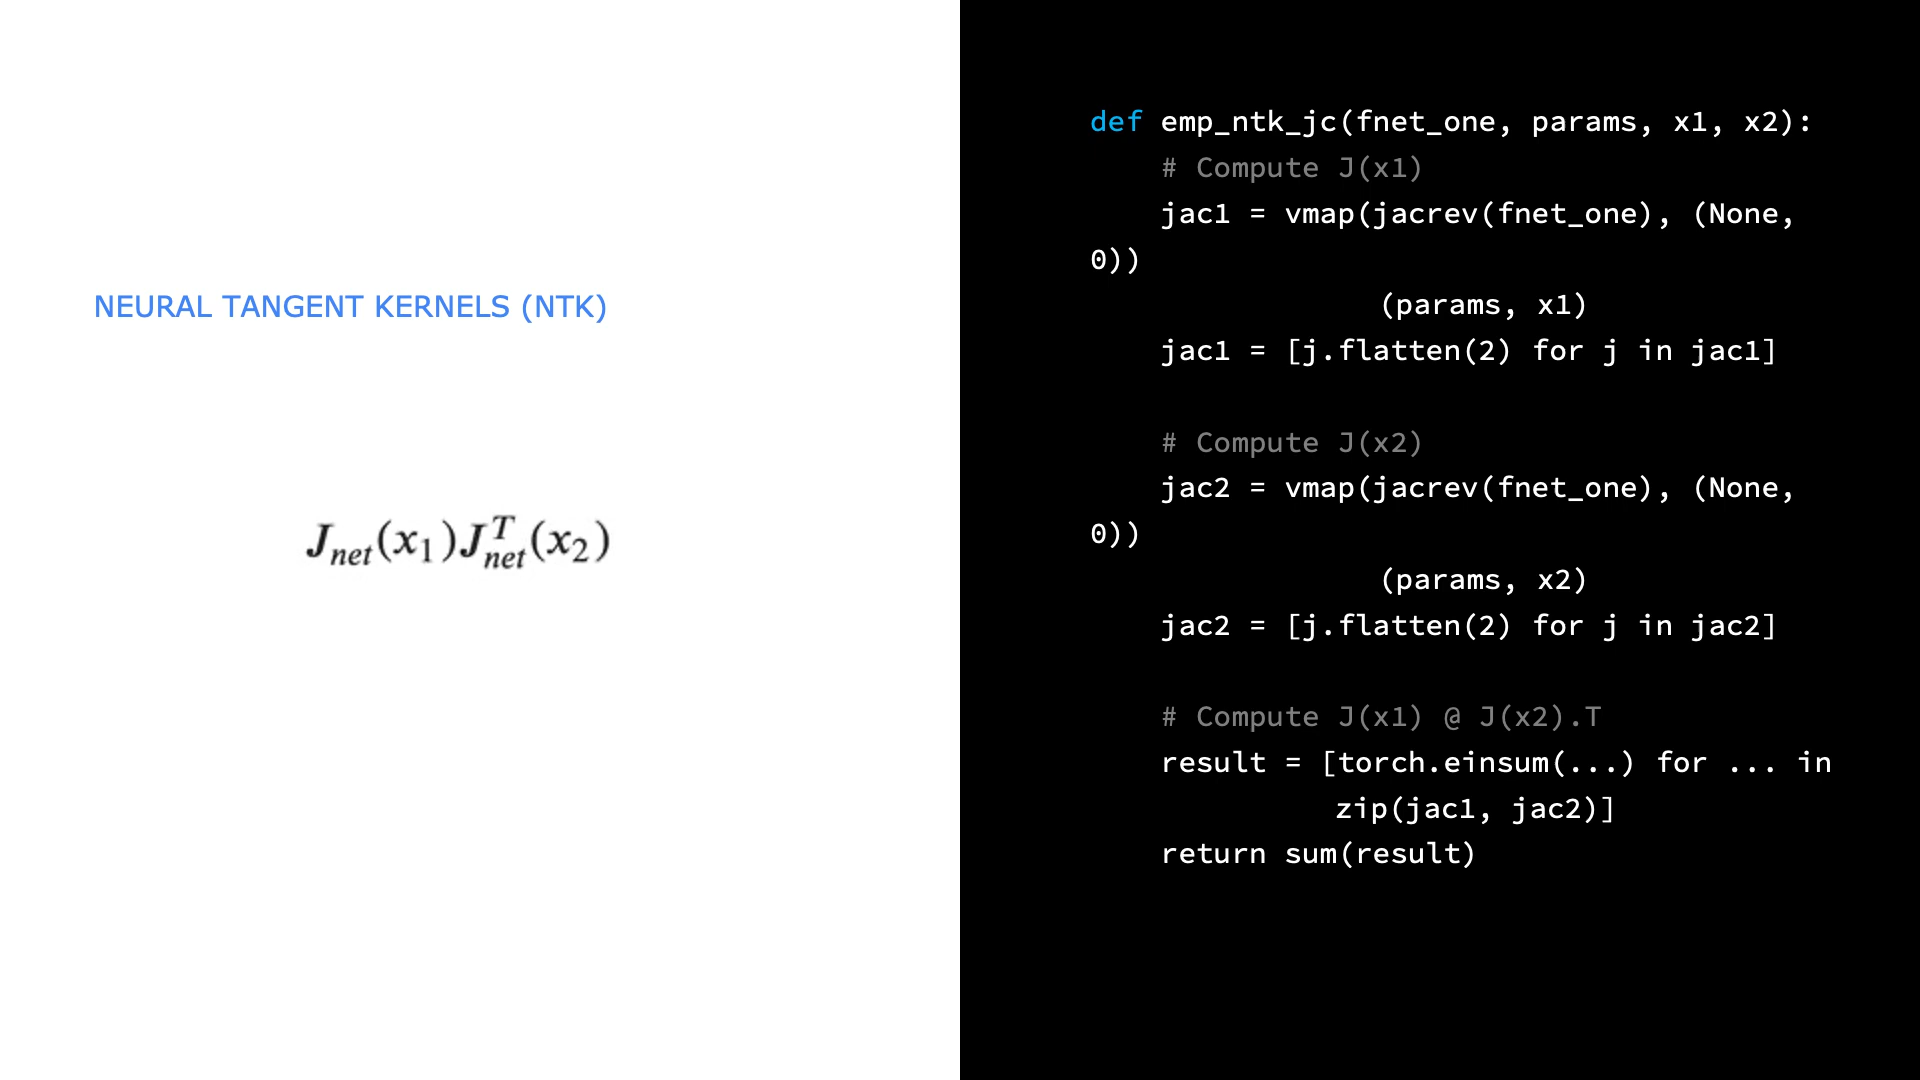 NEURAL TANGENT KERNELS (NTK)
J_net(x_1)J^T_net(x_2)
def emp_ntk_jc(fnet_one, params, x1, x2):
    # Compute J(x1)
    jac1 = vmap(jacrev(fnet_one), (None,
0))
                (params, x1)
    jac1 = [j.flatten(2) for j in jac1]

    # Compute J(x2)
    jac2 = vmap(jacrev(fnet_one), (None,
0))
                (params, x2)
    jac2 = [j.flatten(2) for j in jac2]

    # Compute J(x1) @ J(x2).T
    result = [torch.einsum(...) for ... in
              zip(jac1, jac2)]
    return sum(result)